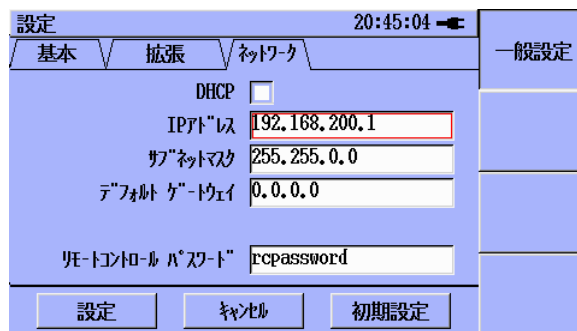 設定 20:45:04
基本 拡張 ﾈｯﾄﾜｰｸ 一般設定
DHCP
IPｱﾄﾞﾚｽ 192.168.200.1
ｻﾌﾞﾈｯﾄﾏｽｸ 255.255.0.0
ﾃﾞﾌｫﾙﾄ ｹﾞｰﾄｳｪｲ 0.0.0.0
ﾘﾓｰﾄｺﾝﾄﾛｰﾙ ﾊﾟｽﾜｰﾄﾞ rcpassword
設定 ｷｬﾝｾﾙ 初期設定